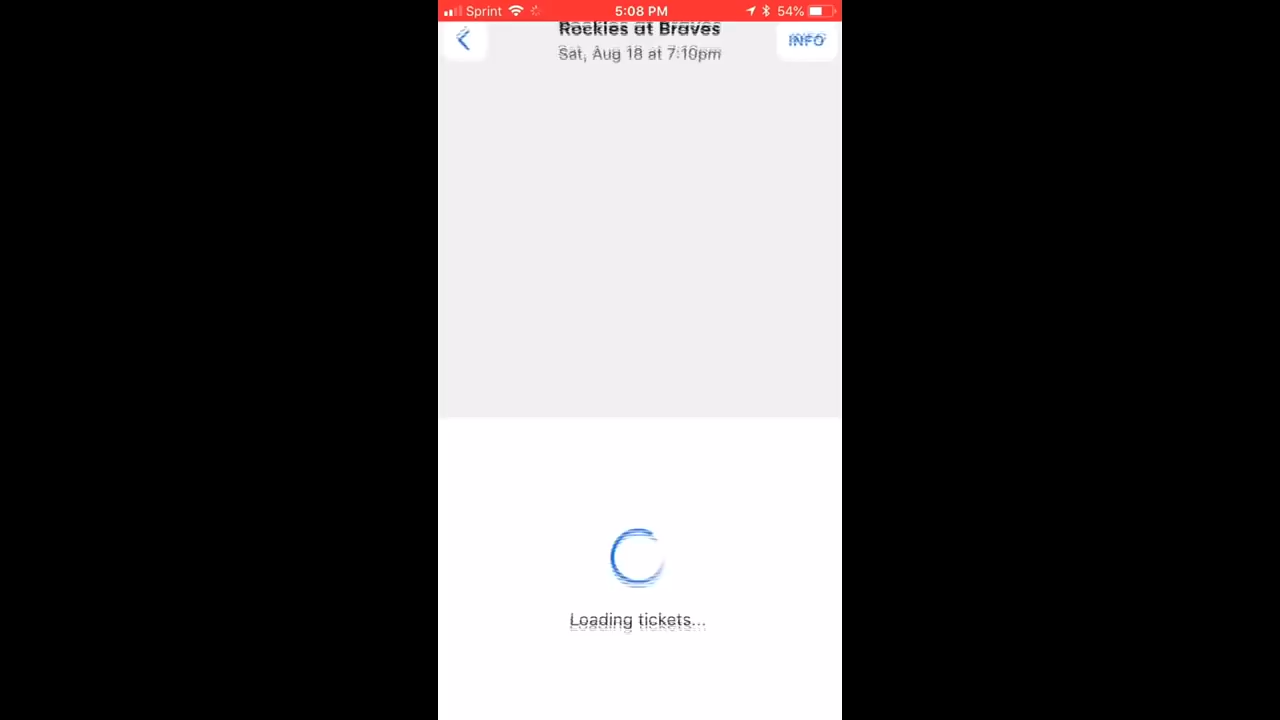 Sprint 5:08 PM 54%
Rockies at Braves
Sat, Aug 18 at 7:10pm
INFO
Loading tickets...